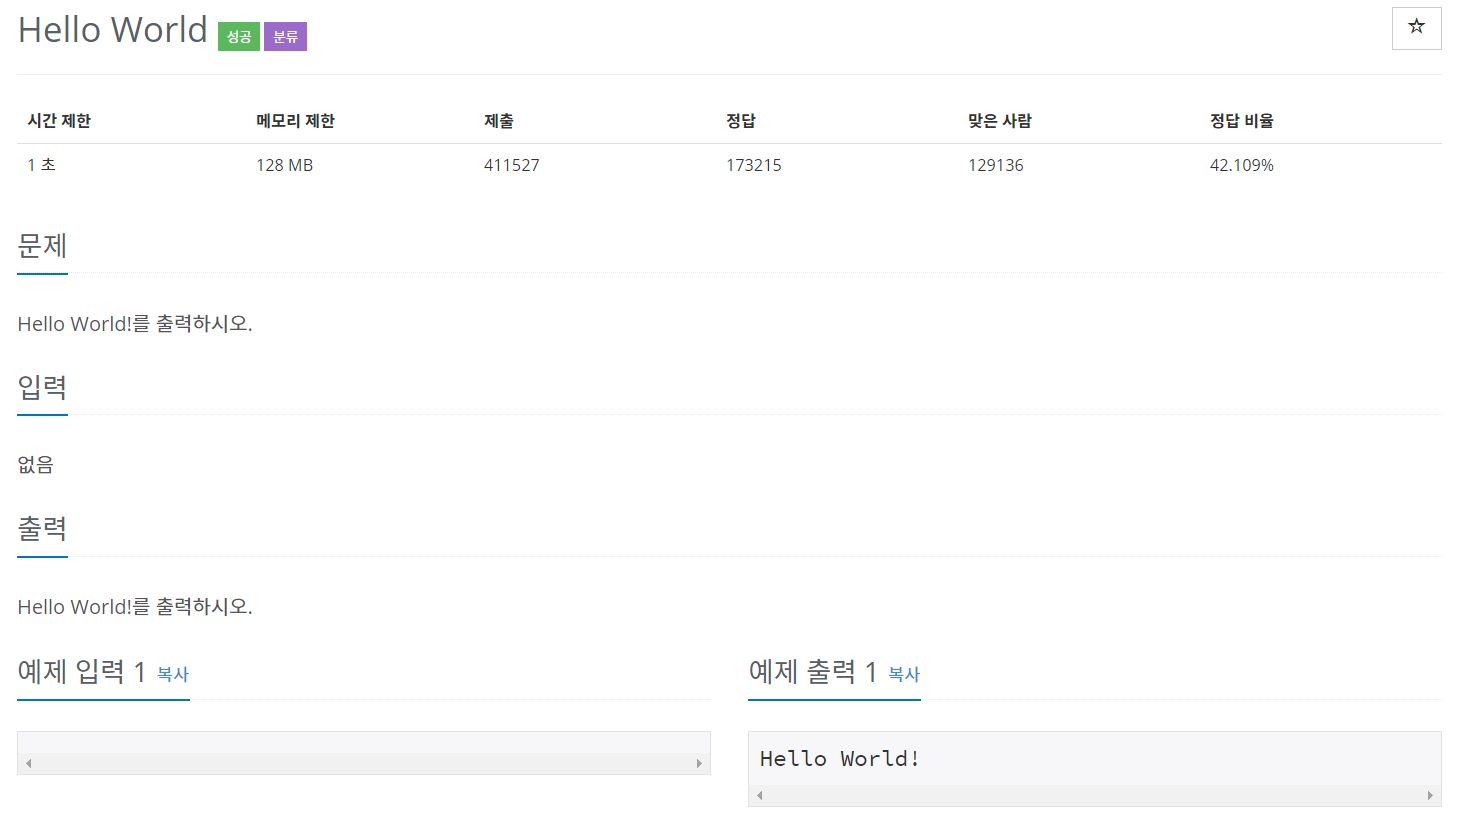 Hello World 성공 분류
시간 제한 메모리 제한 제출 정답 맞은 사람 정답 비율
1 초 128 MB 411527 173215 129136 42.109%
문제
Hello World!를 출력하시오.
입력
없음
출력
Hello World!를 출력하시오.
예제 입력 1 복사
예제 출력 1 복사
Hello World!